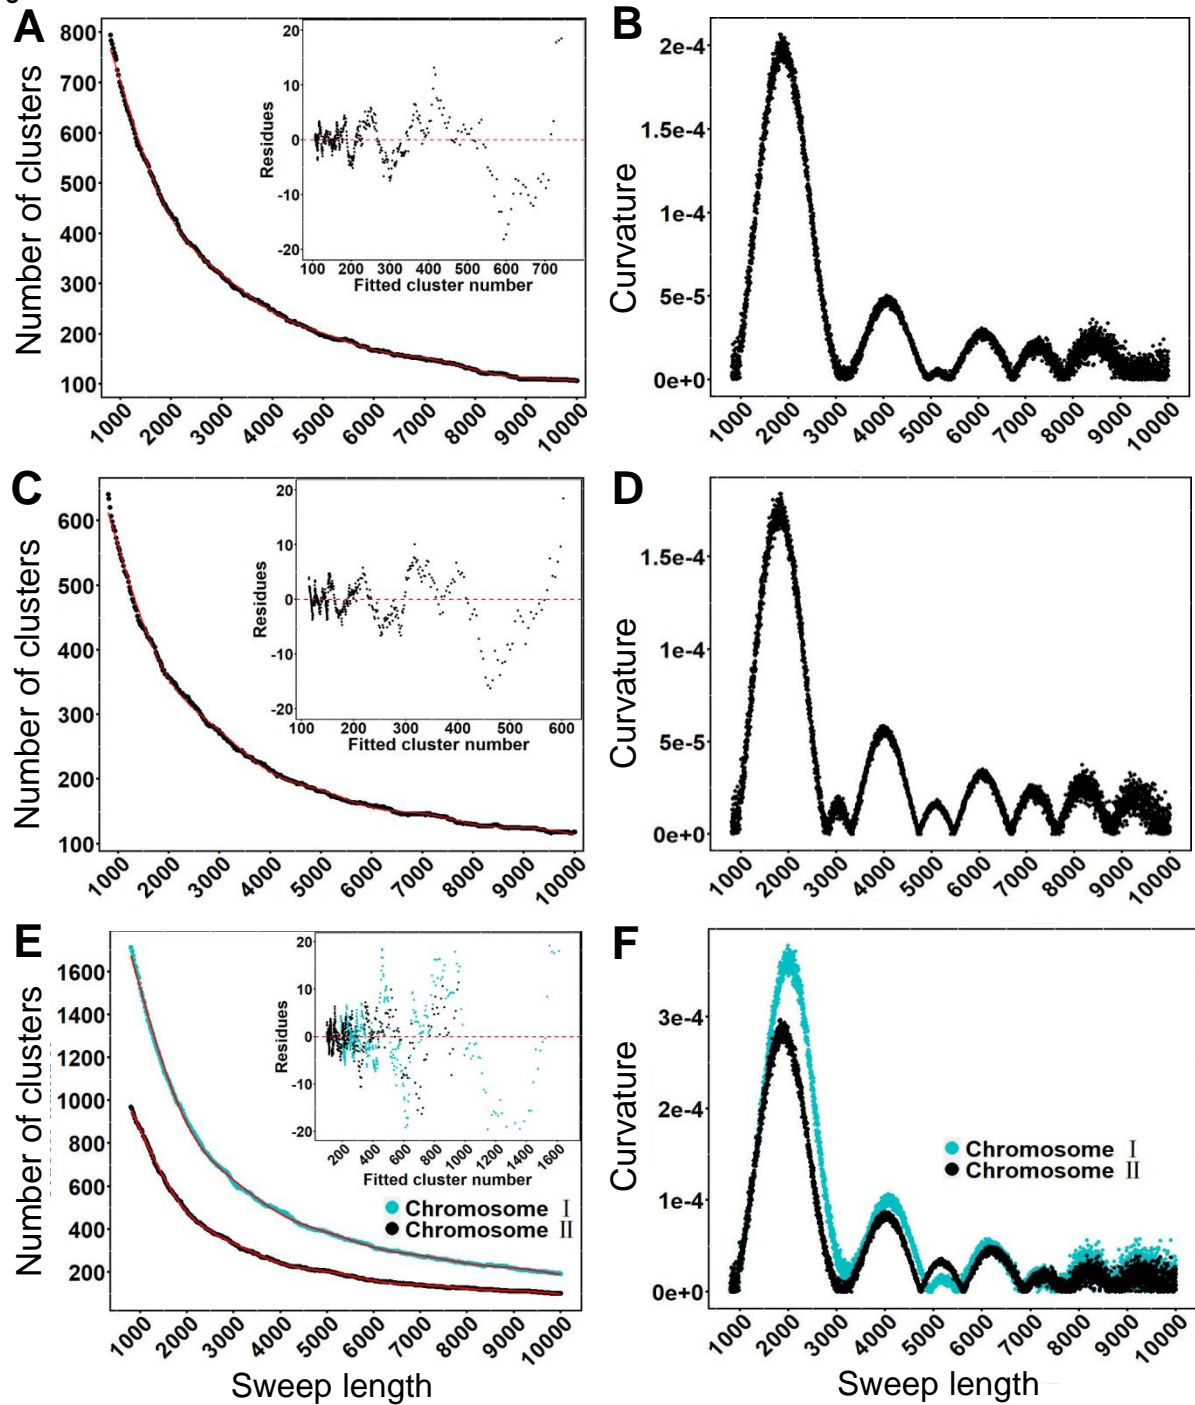 A
Number of clusters
800
700
600
500
400
300
200
100
1000 2000 3000 4000 5000 6000 7000 8000 9000 10000
Residues
20
10
0
-10
-20
100 200 300 400 500 600 700
Fitted cluster number
B
Curvature
2e-4
1.5e-4
1e-4
5e-5
0e+0
1000 2000 3000 4000 5000 6000 7000 8000 9000 10000
C
Number of clusters
600
500
400
300
200
100
1000 2000 3000 4000 5000 6000 7000 8000 9000 10000
Residues
20
10
0
-10
-20
100 200 300 400 500 600
Fitted cluster number
D
Curvature
1.5e-4
1e-4
5e-5
0e+0
1000 2000 3000 4000 5000 6000 7000 8000 9000 10000
E
Number of clusters
1600
1400
1200
1000
800
600
400
200
1000 2000 3000 4000 5000 6000 7000 8000 9000 10000
Sweep length
Residues
20
10
0
-10
-20
200 400 600 800 1000 1200 1400 1600
Fitted cluster number
Chromosome Ⅰ
Chromosome Ⅱ
F
Curvature
3e-4
2e-4
1e-4
0e+0
1000 2000 3000 4000 5000 6000 7000 8000 9000 10000
Sweep length
Chromosome Ⅰ
Chromosome Ⅱ